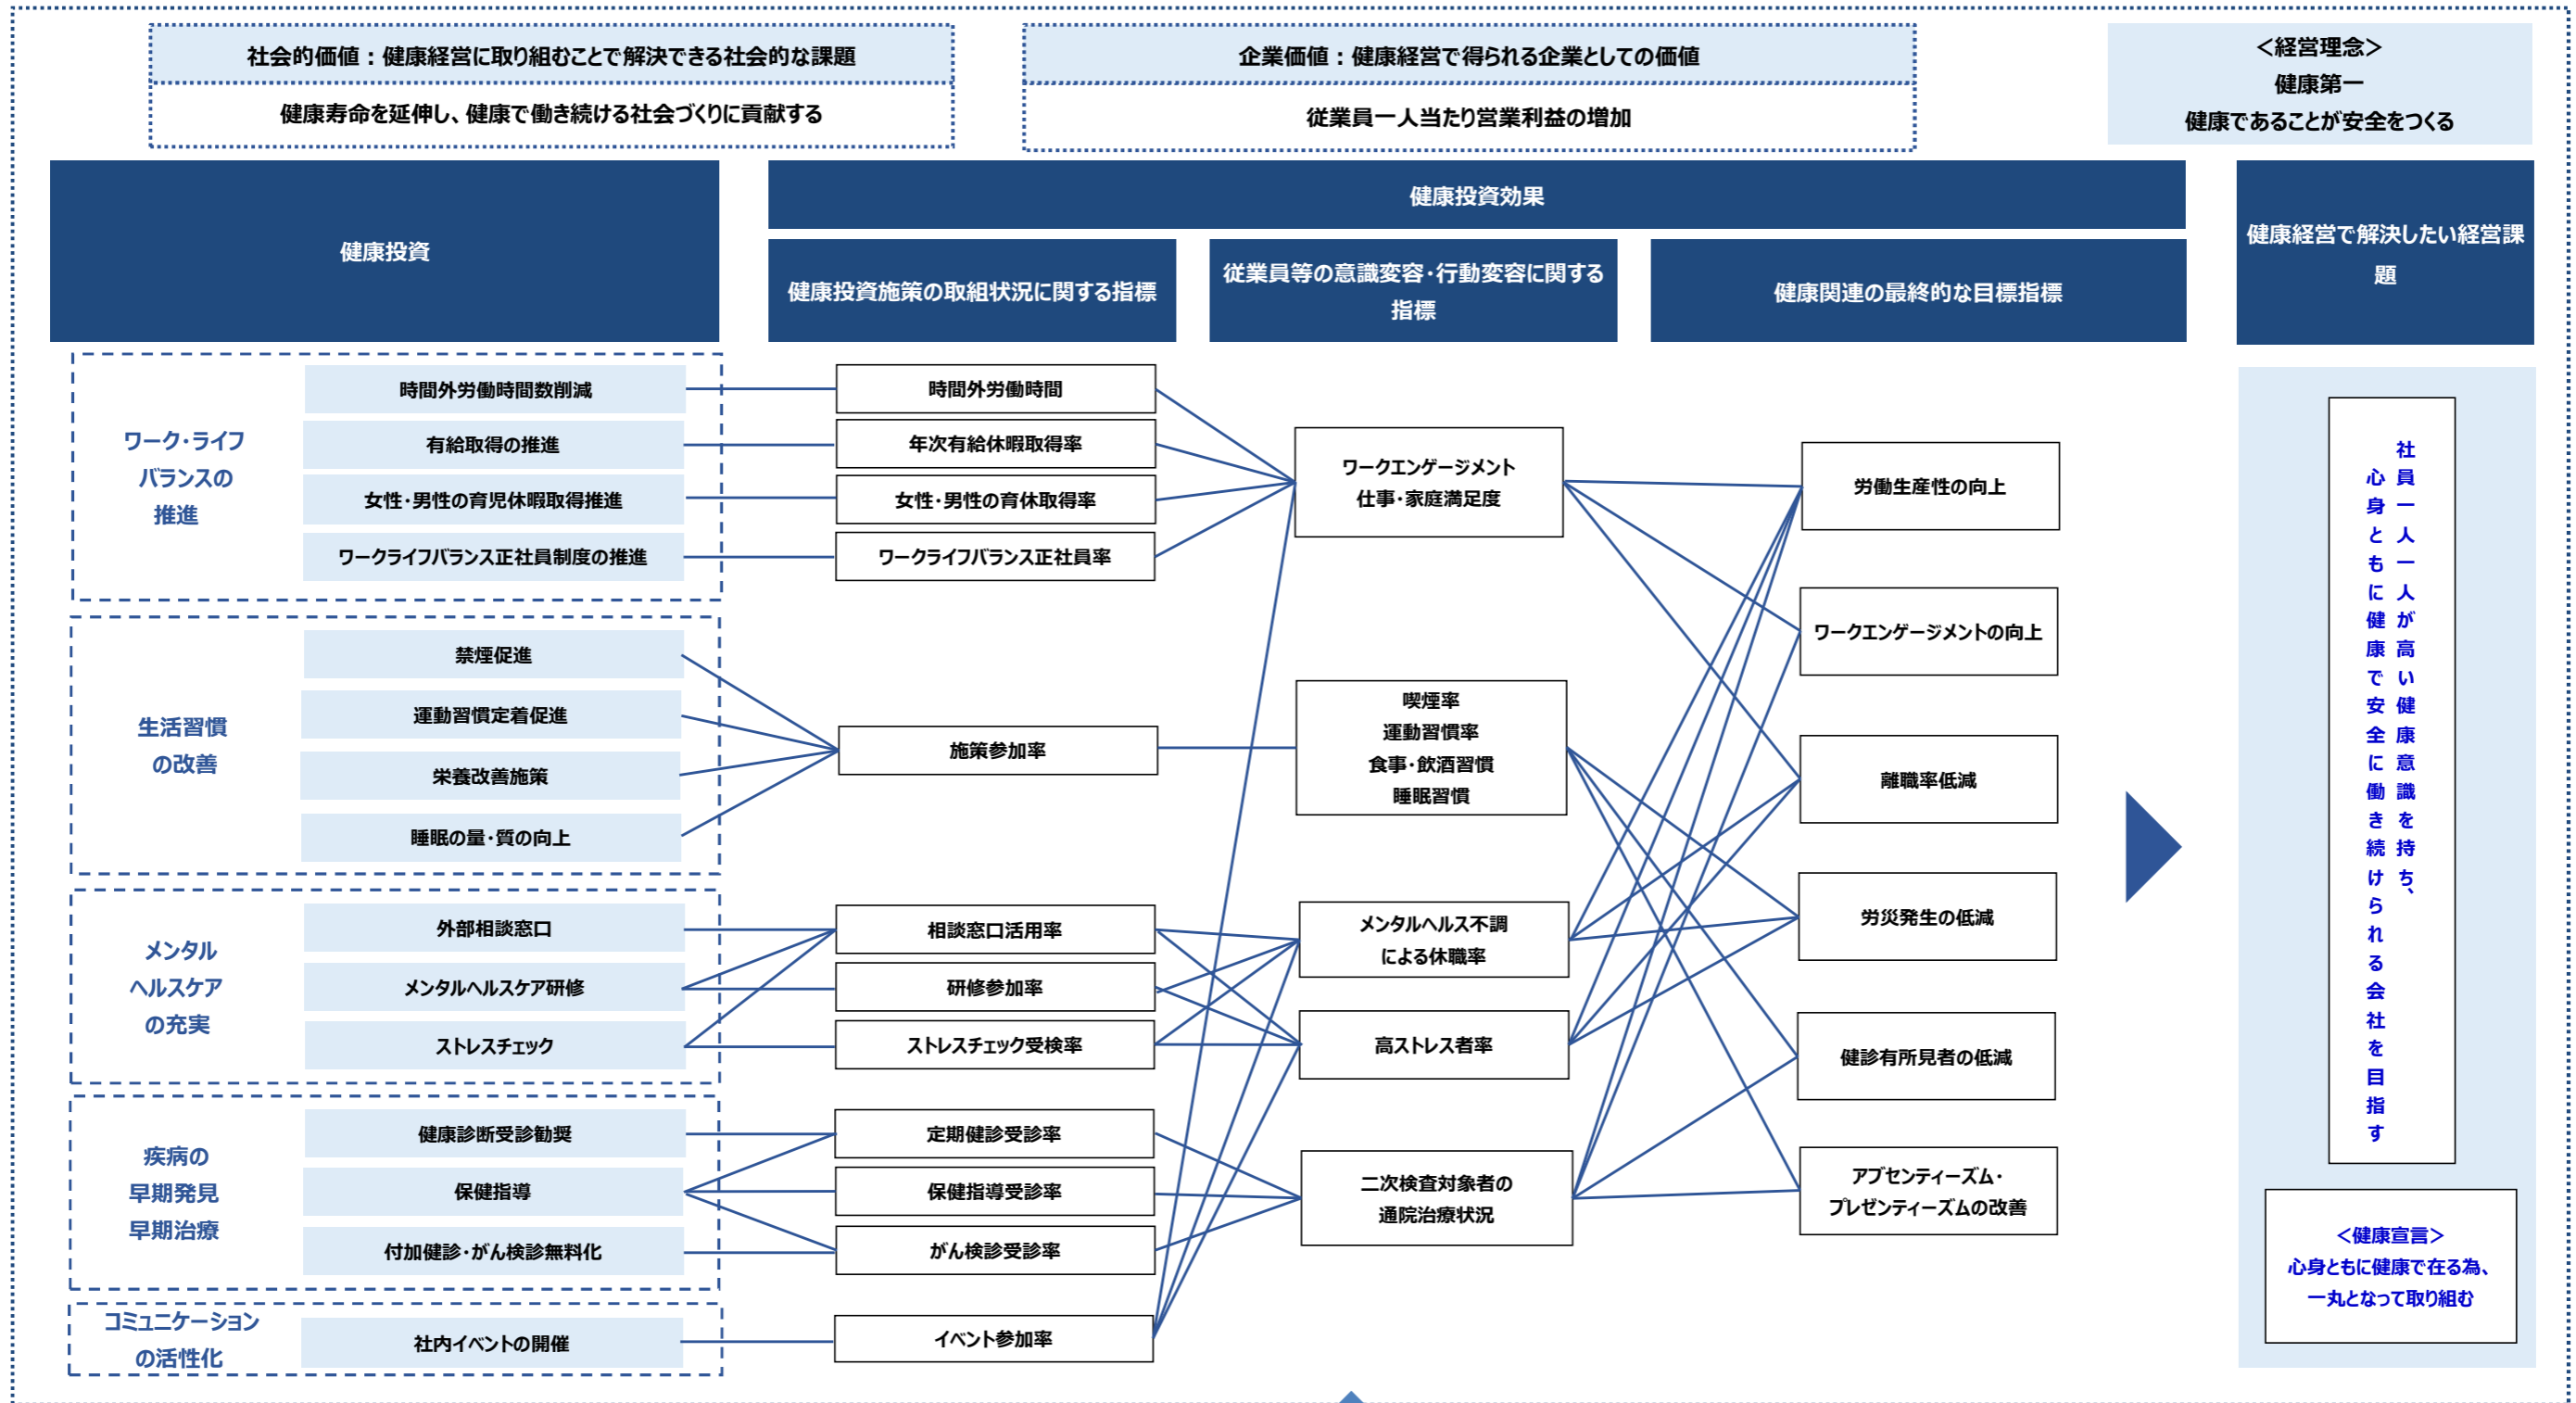 社会的価値：健康経営に取り組むことで解決できる社会的な課題
健康寿命を延伸し、健康で働き続ける社会づくりに貢献する
企業価値：健康経営で得られる企業としての価値
従業員一人当たり営業利益の増加
＜経営理念＞
健康第一
健康であることが安全をつくる
健康投資
健康投資効果
健康投資施策の取組状況に関する指標
従業員等の意識変容・行動変容に関する
指標
健康関連の最終的な目標指標
健康経営で解決したい経営課
題
ワーク・ライフ
バランスの
推進
時間外労働時間数削減
有給取得の推進
女性・男性の育児休暇取得推進
ワークライフバランス正社員制度の推進
生活習慣
の改善
禁煙促進
運動習慣定着促進
栄養改善施策
睡眠の量・質の向上
メンタル
ヘルスケア
の充実
外部相談窓口
メンタルヘルスケア研修
ストレスチェック
疾病の
早期発見
早期治療
健康診断受診勧奨
保健指導
付加健診・がん検診無料化
コミュニケーション
の活性化
社内イベントの開催
時間外労働時間
年次有給休暇取得率
女性・男性の育休取得率
ワークライフバランス正社員率
施策参加率
相談窓口活用率
研修参加率
ストレスチェック受検率
定期健診受診率
保健指導受診率
がん検診受診率
イベント参加率
ワークエンゲージメント
仕事・家庭満足度
喫煙率
運動習慣率
食事・飲酒習慣
睡眠習慣
メンタルヘルス不調
による休職率
高ストレス者率
二次検査対象者の
通院治療状況
労働生産性の向上
ワークエンゲージメントの向上
離職率低減
労災発生の低減
健診有所見者の低減
アブセンティーズム・
プレゼンティーズムの改善
社員一人一人が高い健康意識を持ち、
心身ともに健康で安全に働き続けられる会社を目指す
＜健康宣言＞
心身ともに健康で在る為、
一丸となって取り組む